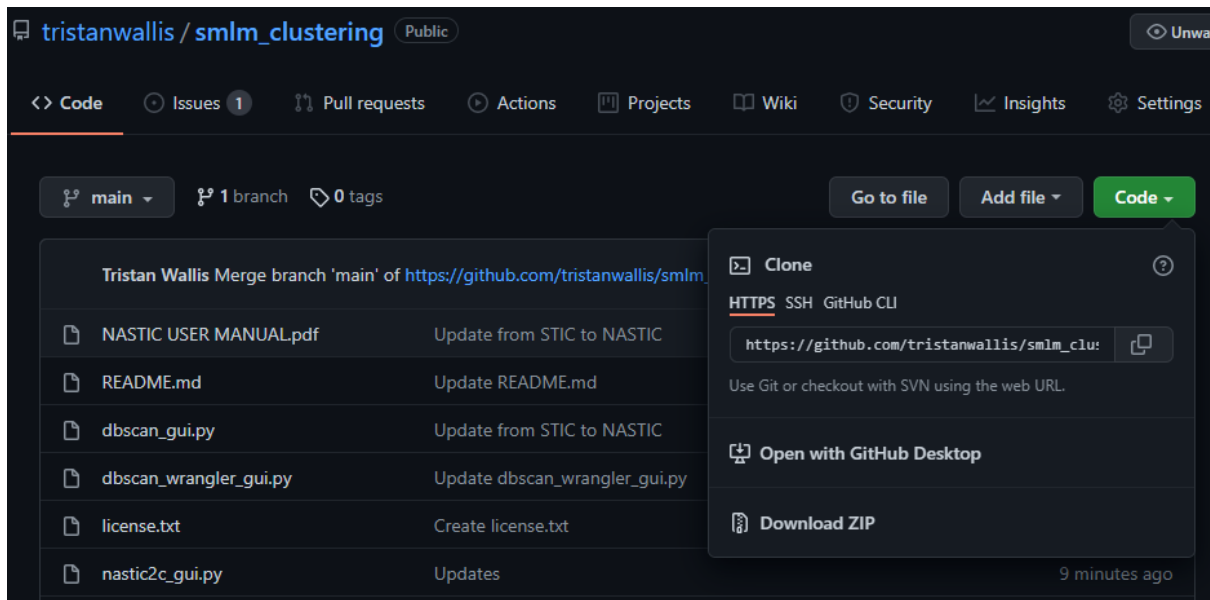 tristanwallis / smlm_clustering Public Unwa
<> Code Issues 1 Pull requests Actions Projects Wiki Security Insights Settings
main 1 branch 0 tags Go to file Add file Code
Tristan Wallis Merge branch 'main' of https://github.com/tristanwallis/smlm_
Clone
HTTPS SSH GitHub CLI
https://github.com/tristanwallis/smlm_clu
Use Git or checkout with SVN using the web URL.
Open with GitHub Desktop
Download ZIP
NASTIC USER MANUAL.pdf Update from STIC to NASTIC
README.md Update README.md
dbscan_gui.py Update from STIC to NASTIC
dbscan_wrangler_gui.py Update dbscan_wrangler_gui.py
license.txt Create license.txt
nastic2c_gui.py Updates 9 minutes ago